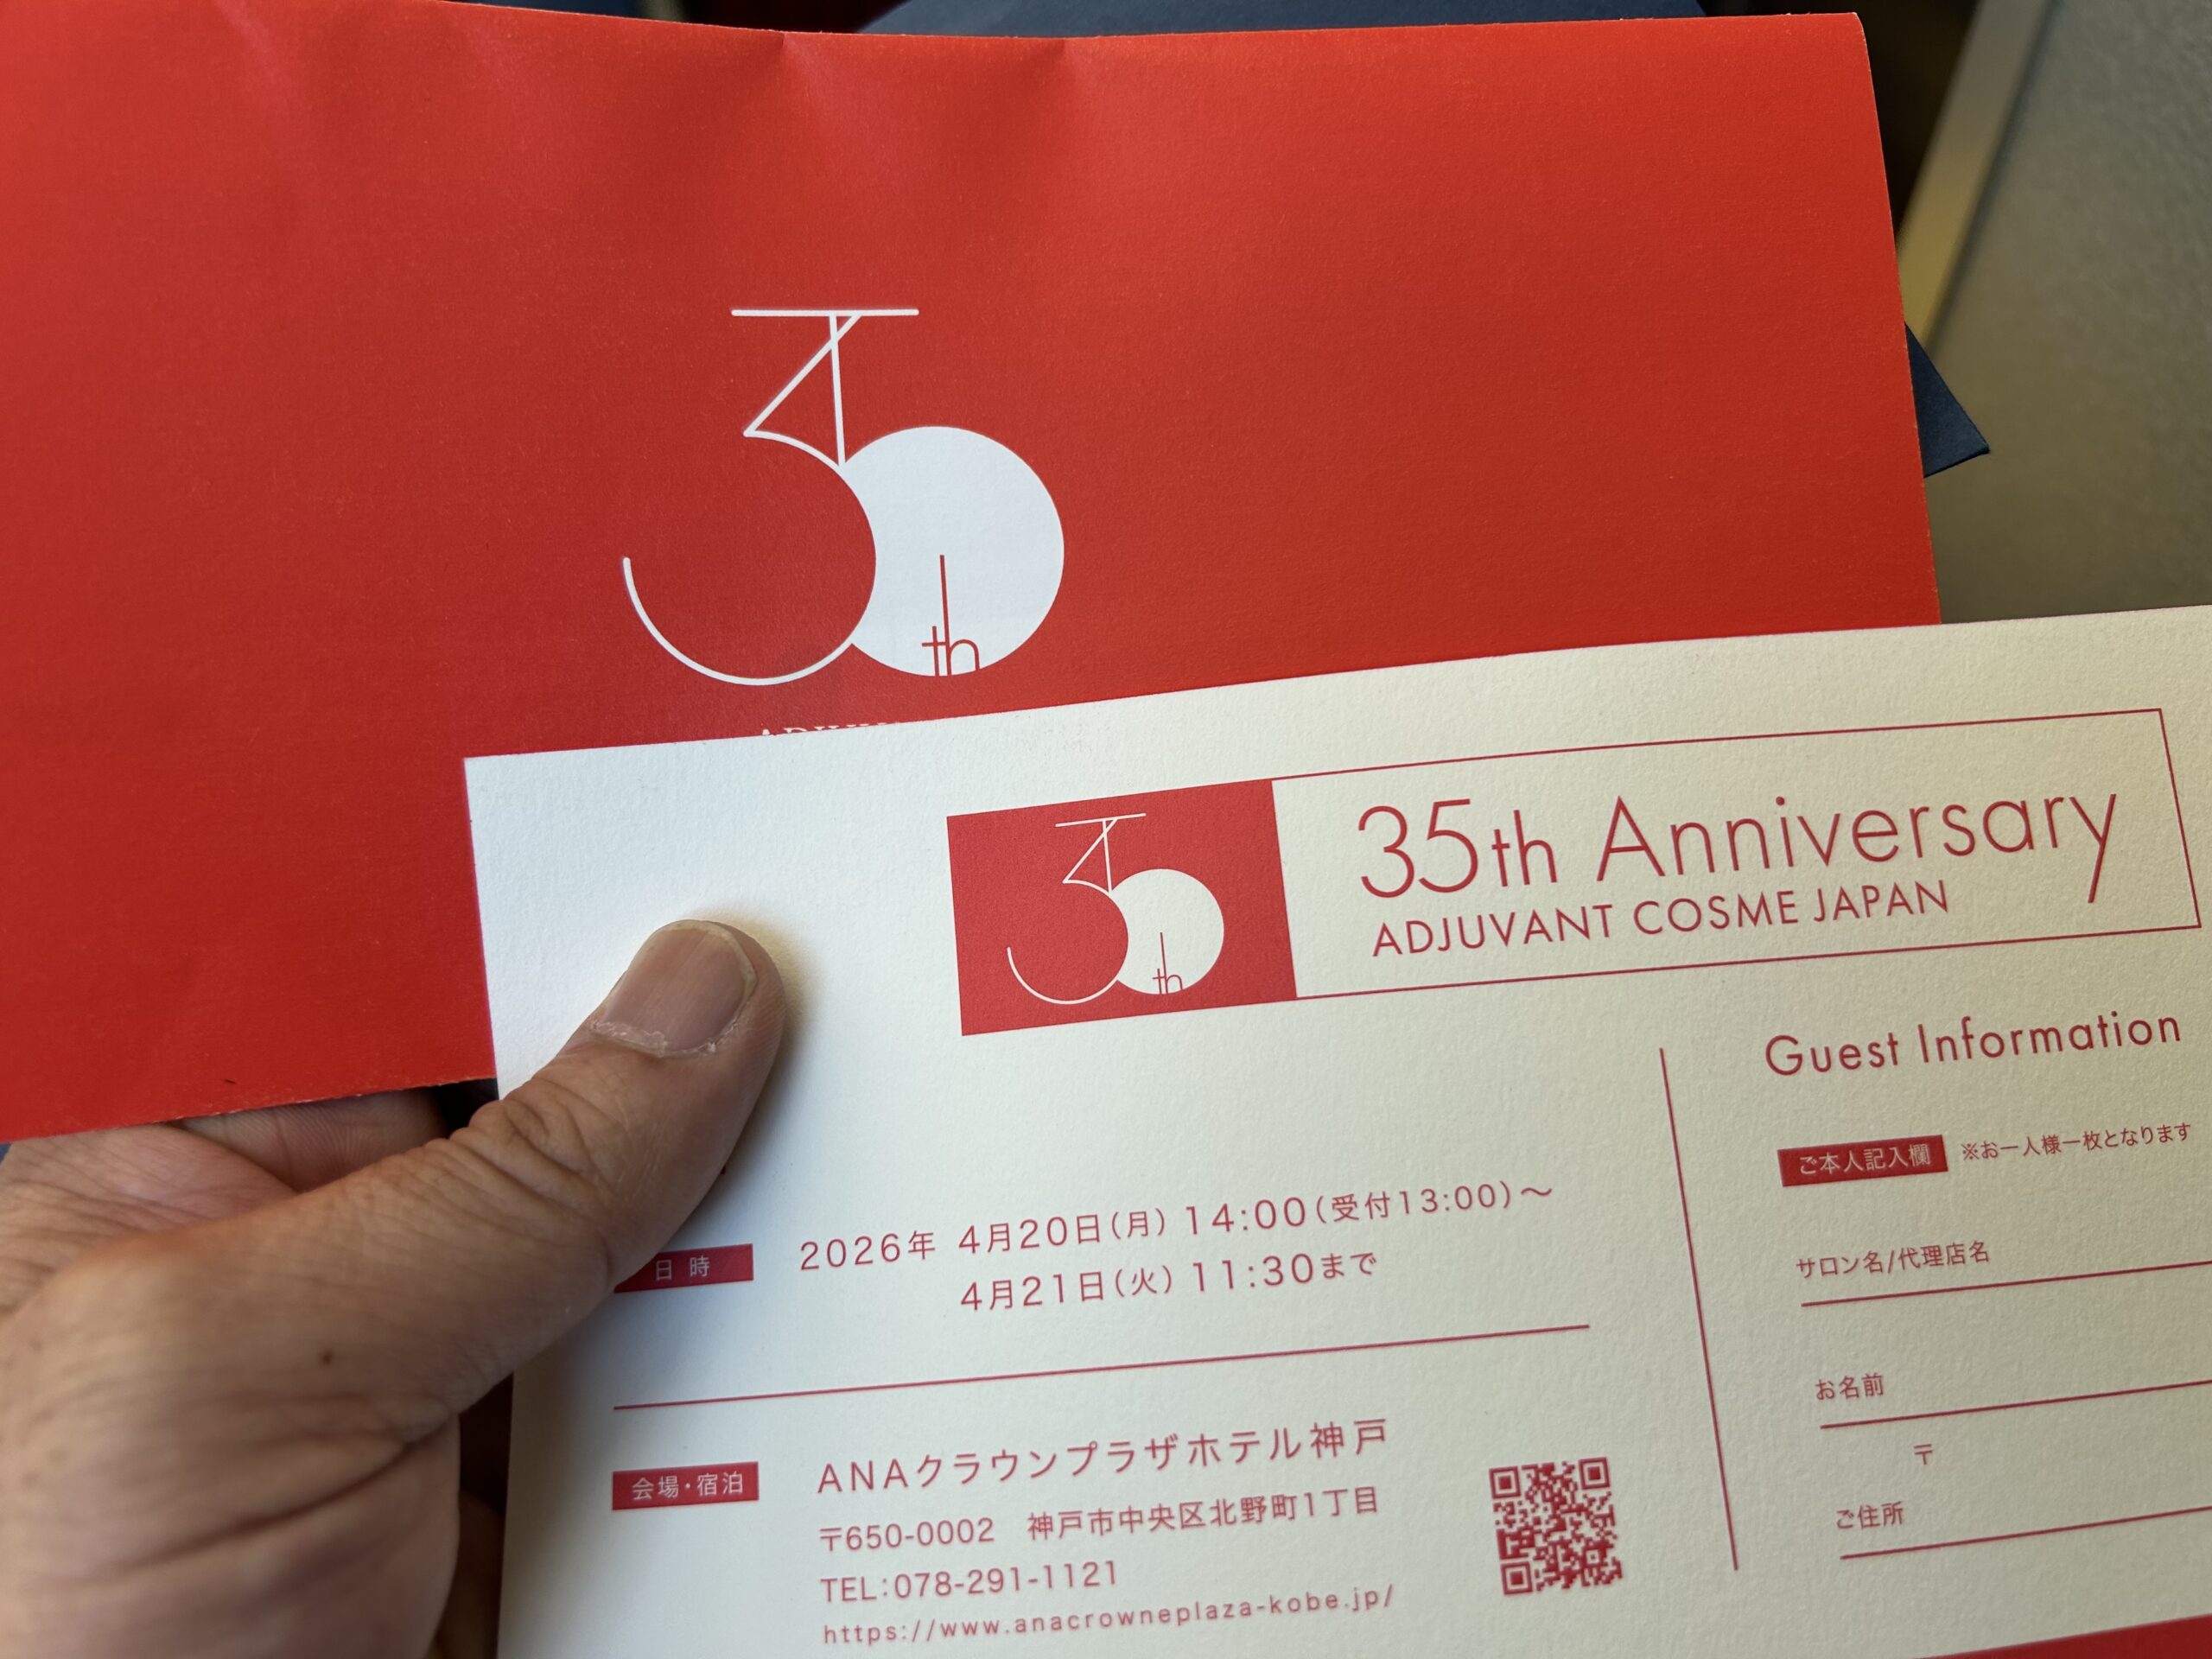 35th
35th
35th Anniversary
ADJUVANT COSME JAPAN
日時
2026年 4月20日(月) 14:00(受付13:00)～
4月21日(火) 11:30まで
会場・宿泊
ANAクラウンプラザホテル神戸
〒650-0002 神戸市中央区北野町1丁目
TEL:078-291-1121
https://www.anacrowneplaza-kobe.jp/
Guest Information
ご本人記入欄 ※お一人様一枚となります
サロン名/代理店名
お名前
〒
ご住所